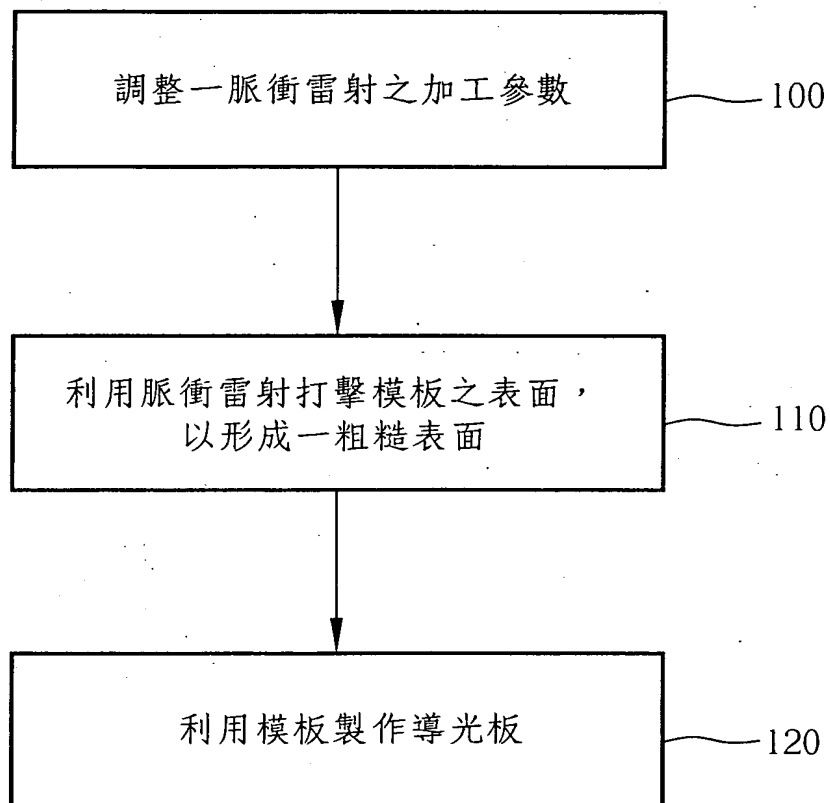 調整一脈衝雷射之加工參數
100
利用脈衝雷射打擊模板之表面，
以形成一粗糙表面
110
利用模板製作導光板
120